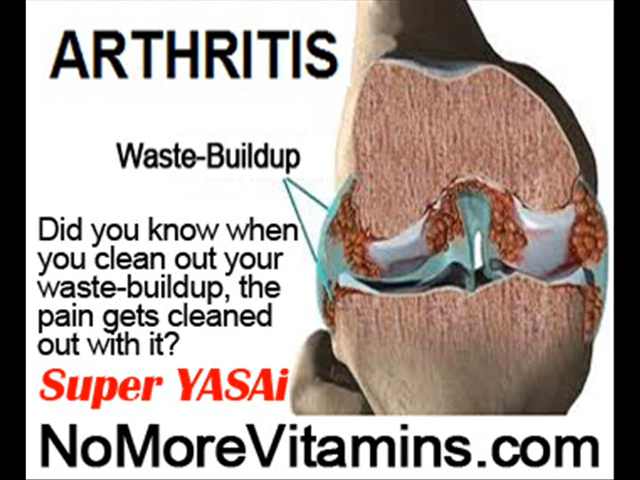 ARTHRITIS
Waste-Buildup
Did you know when
you clean out your
waste-buildup, the
pain gets cleaned
out with it?
Super YASAi
NoMoreVitamins.com